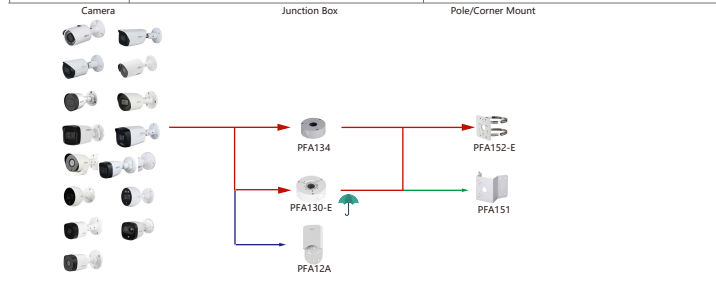 Camera
Junction Box
Pole/Corner Mount
PFA134
PFA152-E
PFA130-E
PFA151
PFA12A